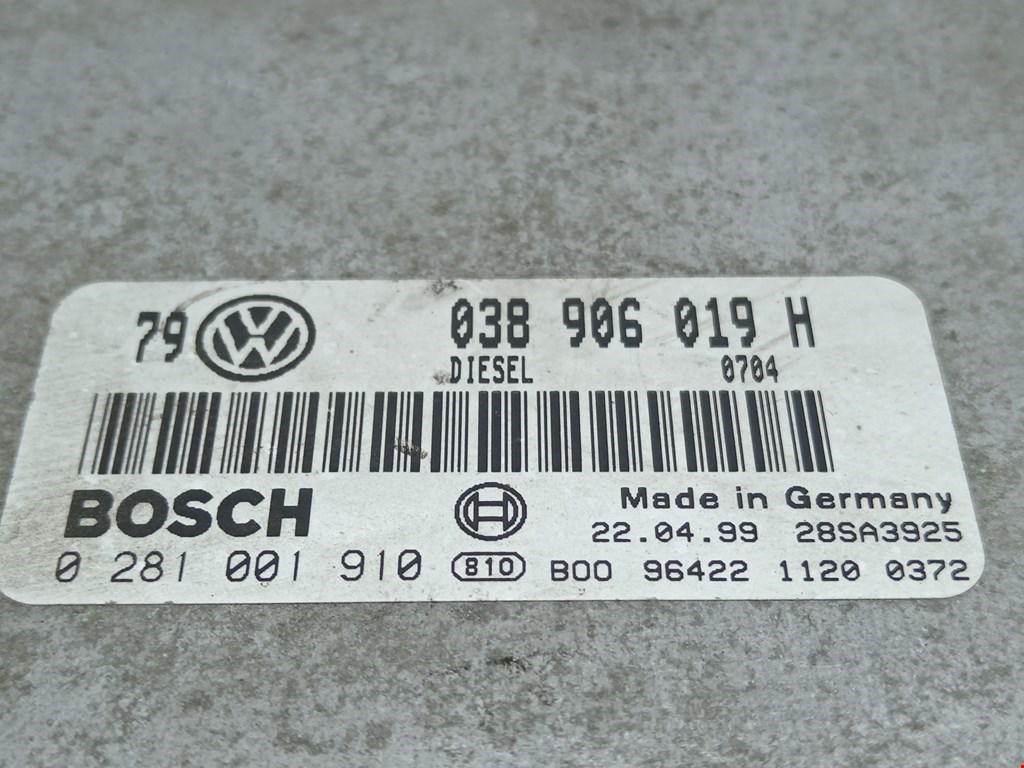 79 038 906 019 H
DIESEL 0704
BOSCH Made in Germany
22.04.99 28SA3925
0 281 001 910 810 B00 96422 1120 0372